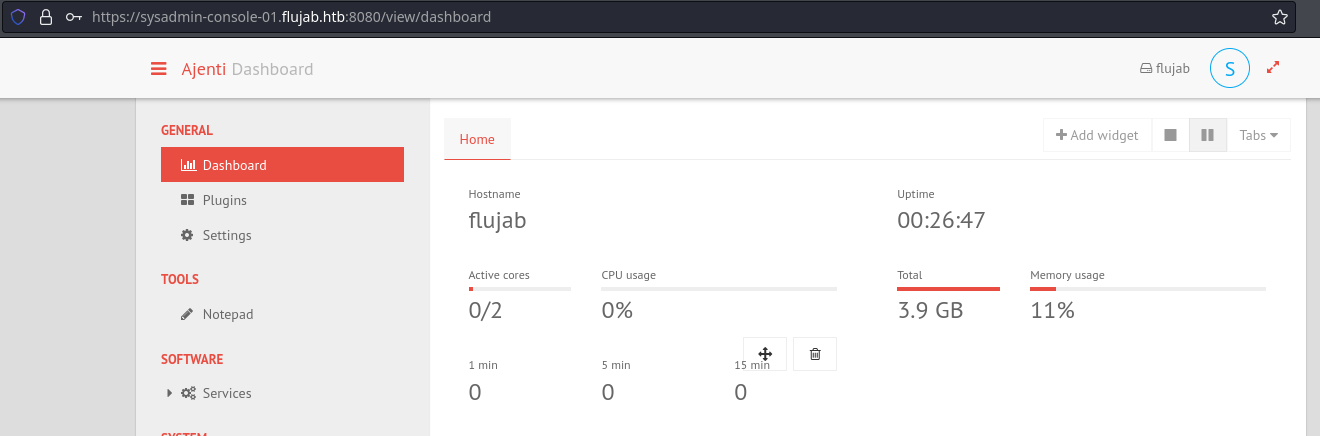 https://sysadmin-console-01.flujab.htb:8080/view/dashboard
Ajenti Dashboard
flujab
S
GENERAL
Dashboard
Plugins
Settings
TOOLS
Notepad
SOFTWARE
Services
SYSTEM
Home
Add widget
Tabs
Hostname
flujab
Uptime
00:26:47
Active cores
0/2
CPU usage
0%
Total
3.9 GB
Memory usage
11%
1 min
0
5 min
0
15 min
0